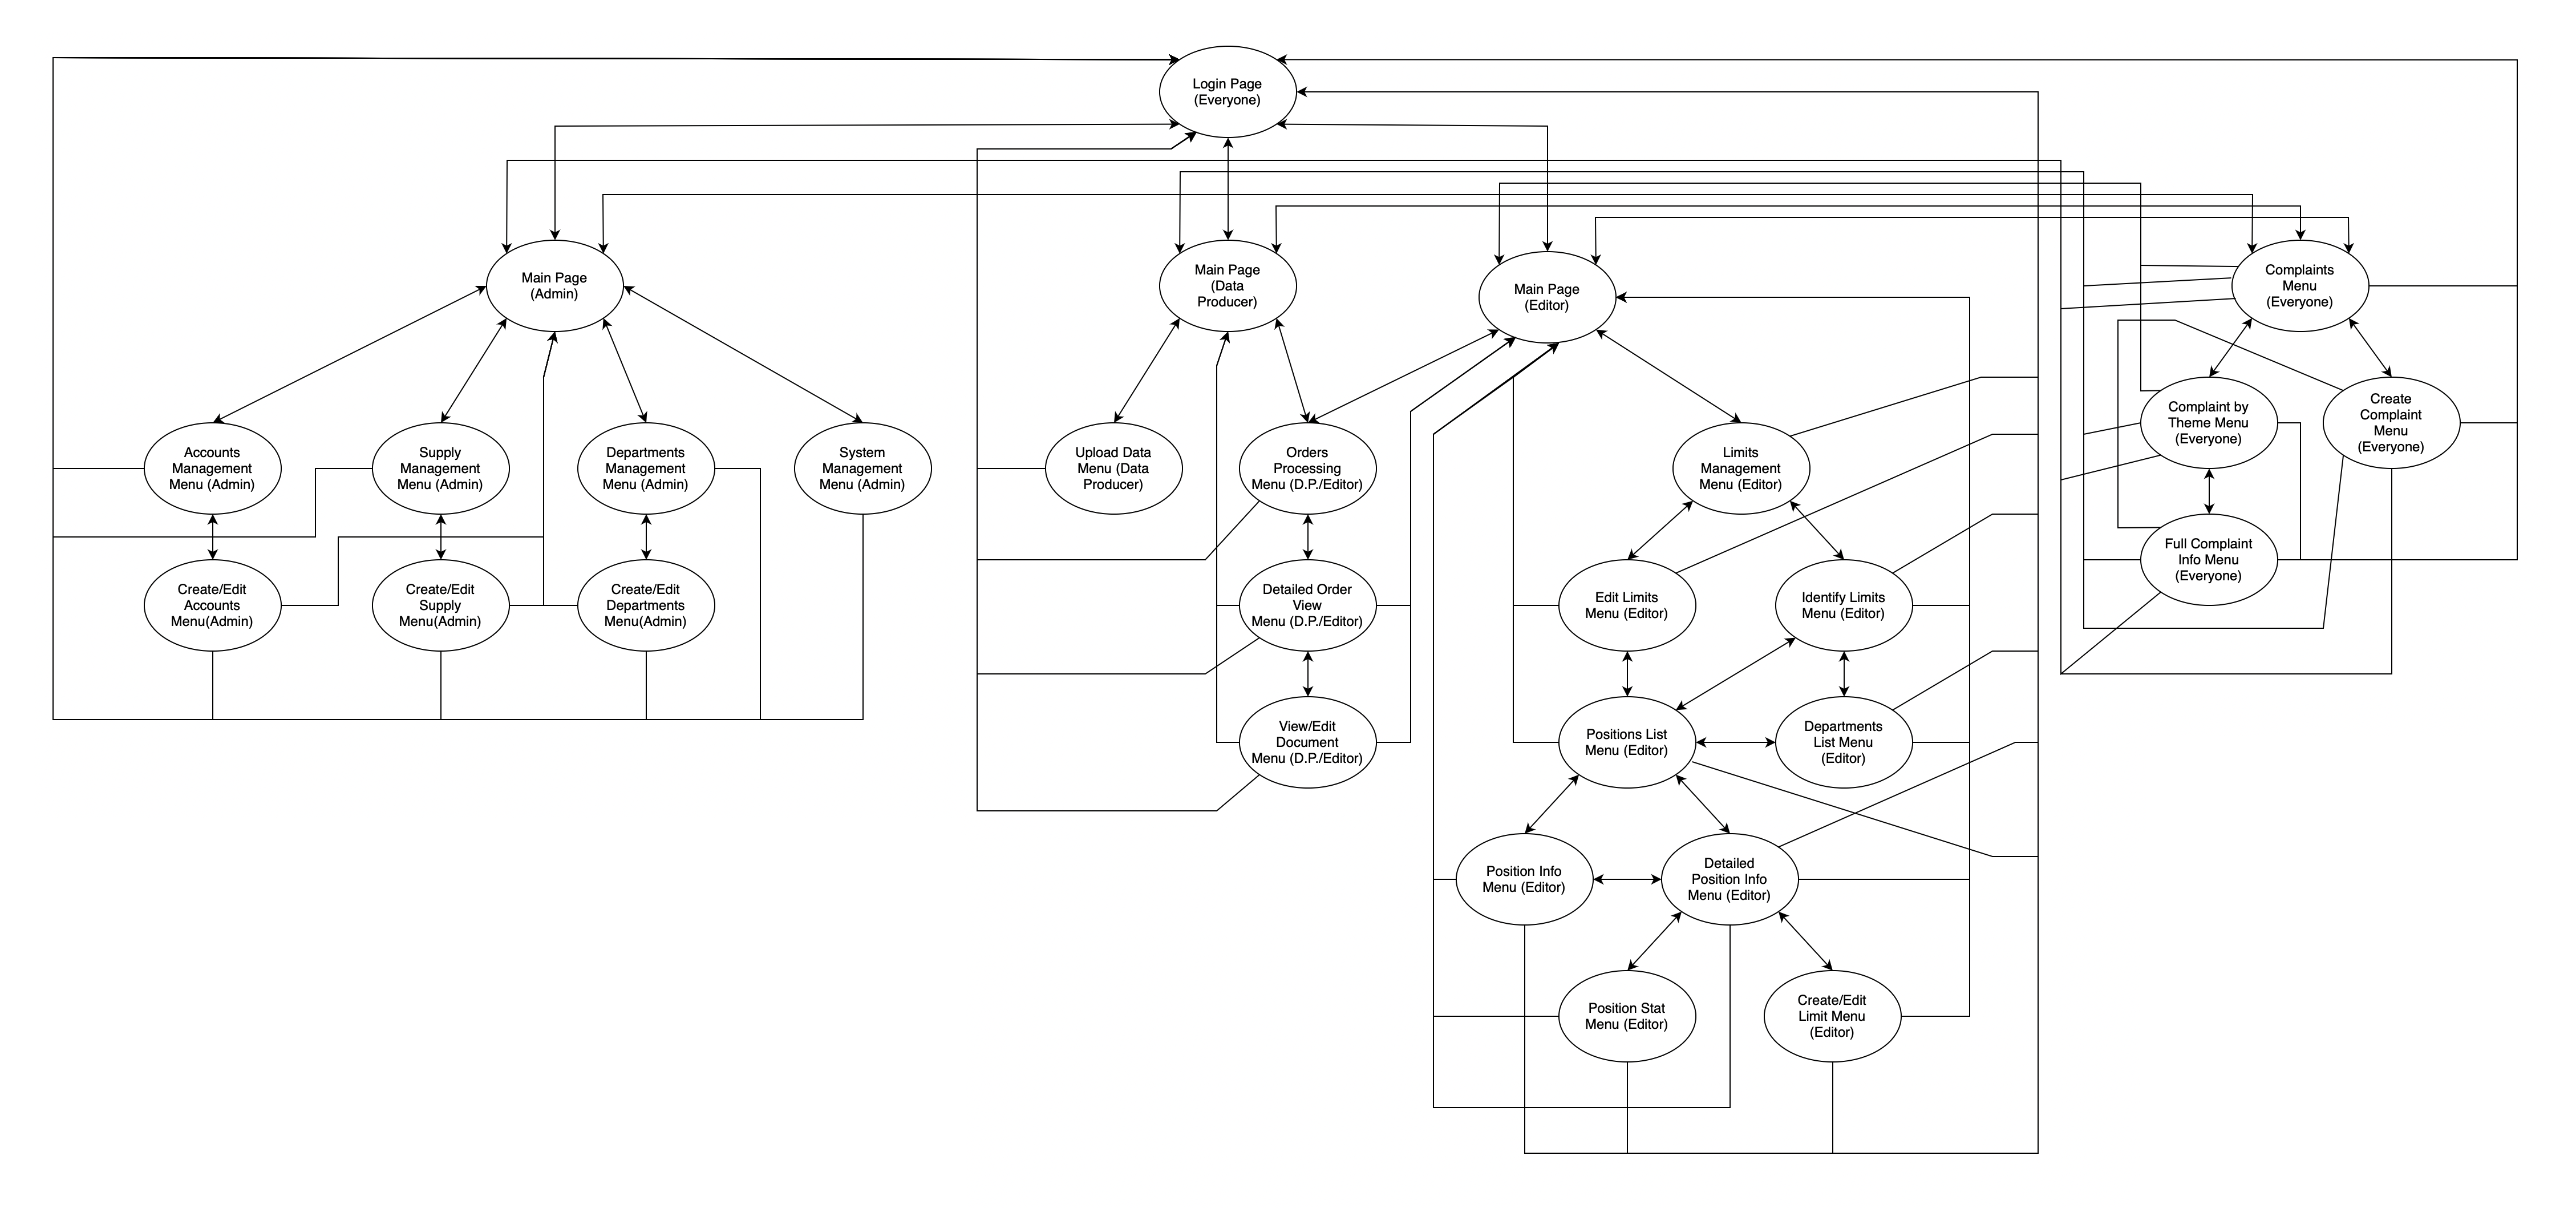 Login Page
(Everyone)
Main Page
(Admin)
Main Page
(Data
Producer)
Main Page
(Editor)
Complaints
Menu
(Everyone)
Accounts
Management
Menu (Admin)
Supply
Management
Menu (Admin)
Departments
Management
Menu (Admin)
System
Management
Menu (Admin)
Upload Data
Menu (Data
Producer)
Orders
Processing
Menu (D.P./Editor)
Limits
Management
Menu (Editor)
Complaint by
Theme Menu
(Everyone)
Create
Complaint
Menu
(Everyone)
Create/Edit
Accounts
Menu(Admin)
Create/Edit
Supply
Menu(Admin)
Create/Edit
Departments
Menu(Admin)
Detailed Order
View
Menu (D.P./Editor)
Edit Limits
Menu (Editor)
Identify Limits
Menu (Editor)
Full Complaint
Info Menu
(Everyone)
View/Edit
Document
Menu (D.P./Editor)
Positions List
Menu (Editor)
Departments
List Menu
(Editor)
Position Info
Menu (Editor)
Detailed
Position Info
Menu (Editor)
Position Stat
Menu (Editor)
Create/Edit
Limit Menu
(Editor)